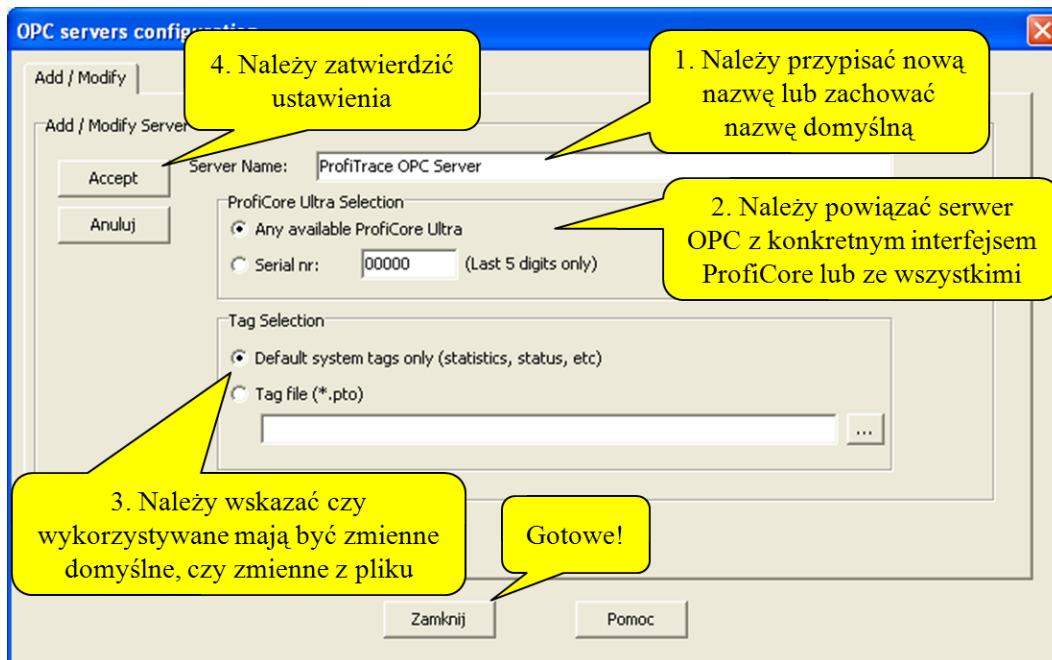 OPC servers configuration
4. Należy zatwierdzić
ustawienia
1. Należy przypisać nową
nazwę lub zachować
nazwę domyślną
Add / Modify
Add / Modify Server
Accept
Server Name:
ProfiTrace OPC Server
Anuluj
ProfiCore Ultra Selection
Any available ProfiCore Ultra
Serial nr:
00000
(Last 5 digits only)
2. Należy powiązać serwer
OPC z konkretnym interfejsem
ProfiCore lub ze wszystkimi
Tag Selection
Default system tags only (statistics, status, etc)
Tag file (*.pto)
...
3. Należy wskazać czy
wykorzystywane mają być zmienne
domyślne, czy zmienne z pliku
Gotowe!
Zamknij
Pomoc